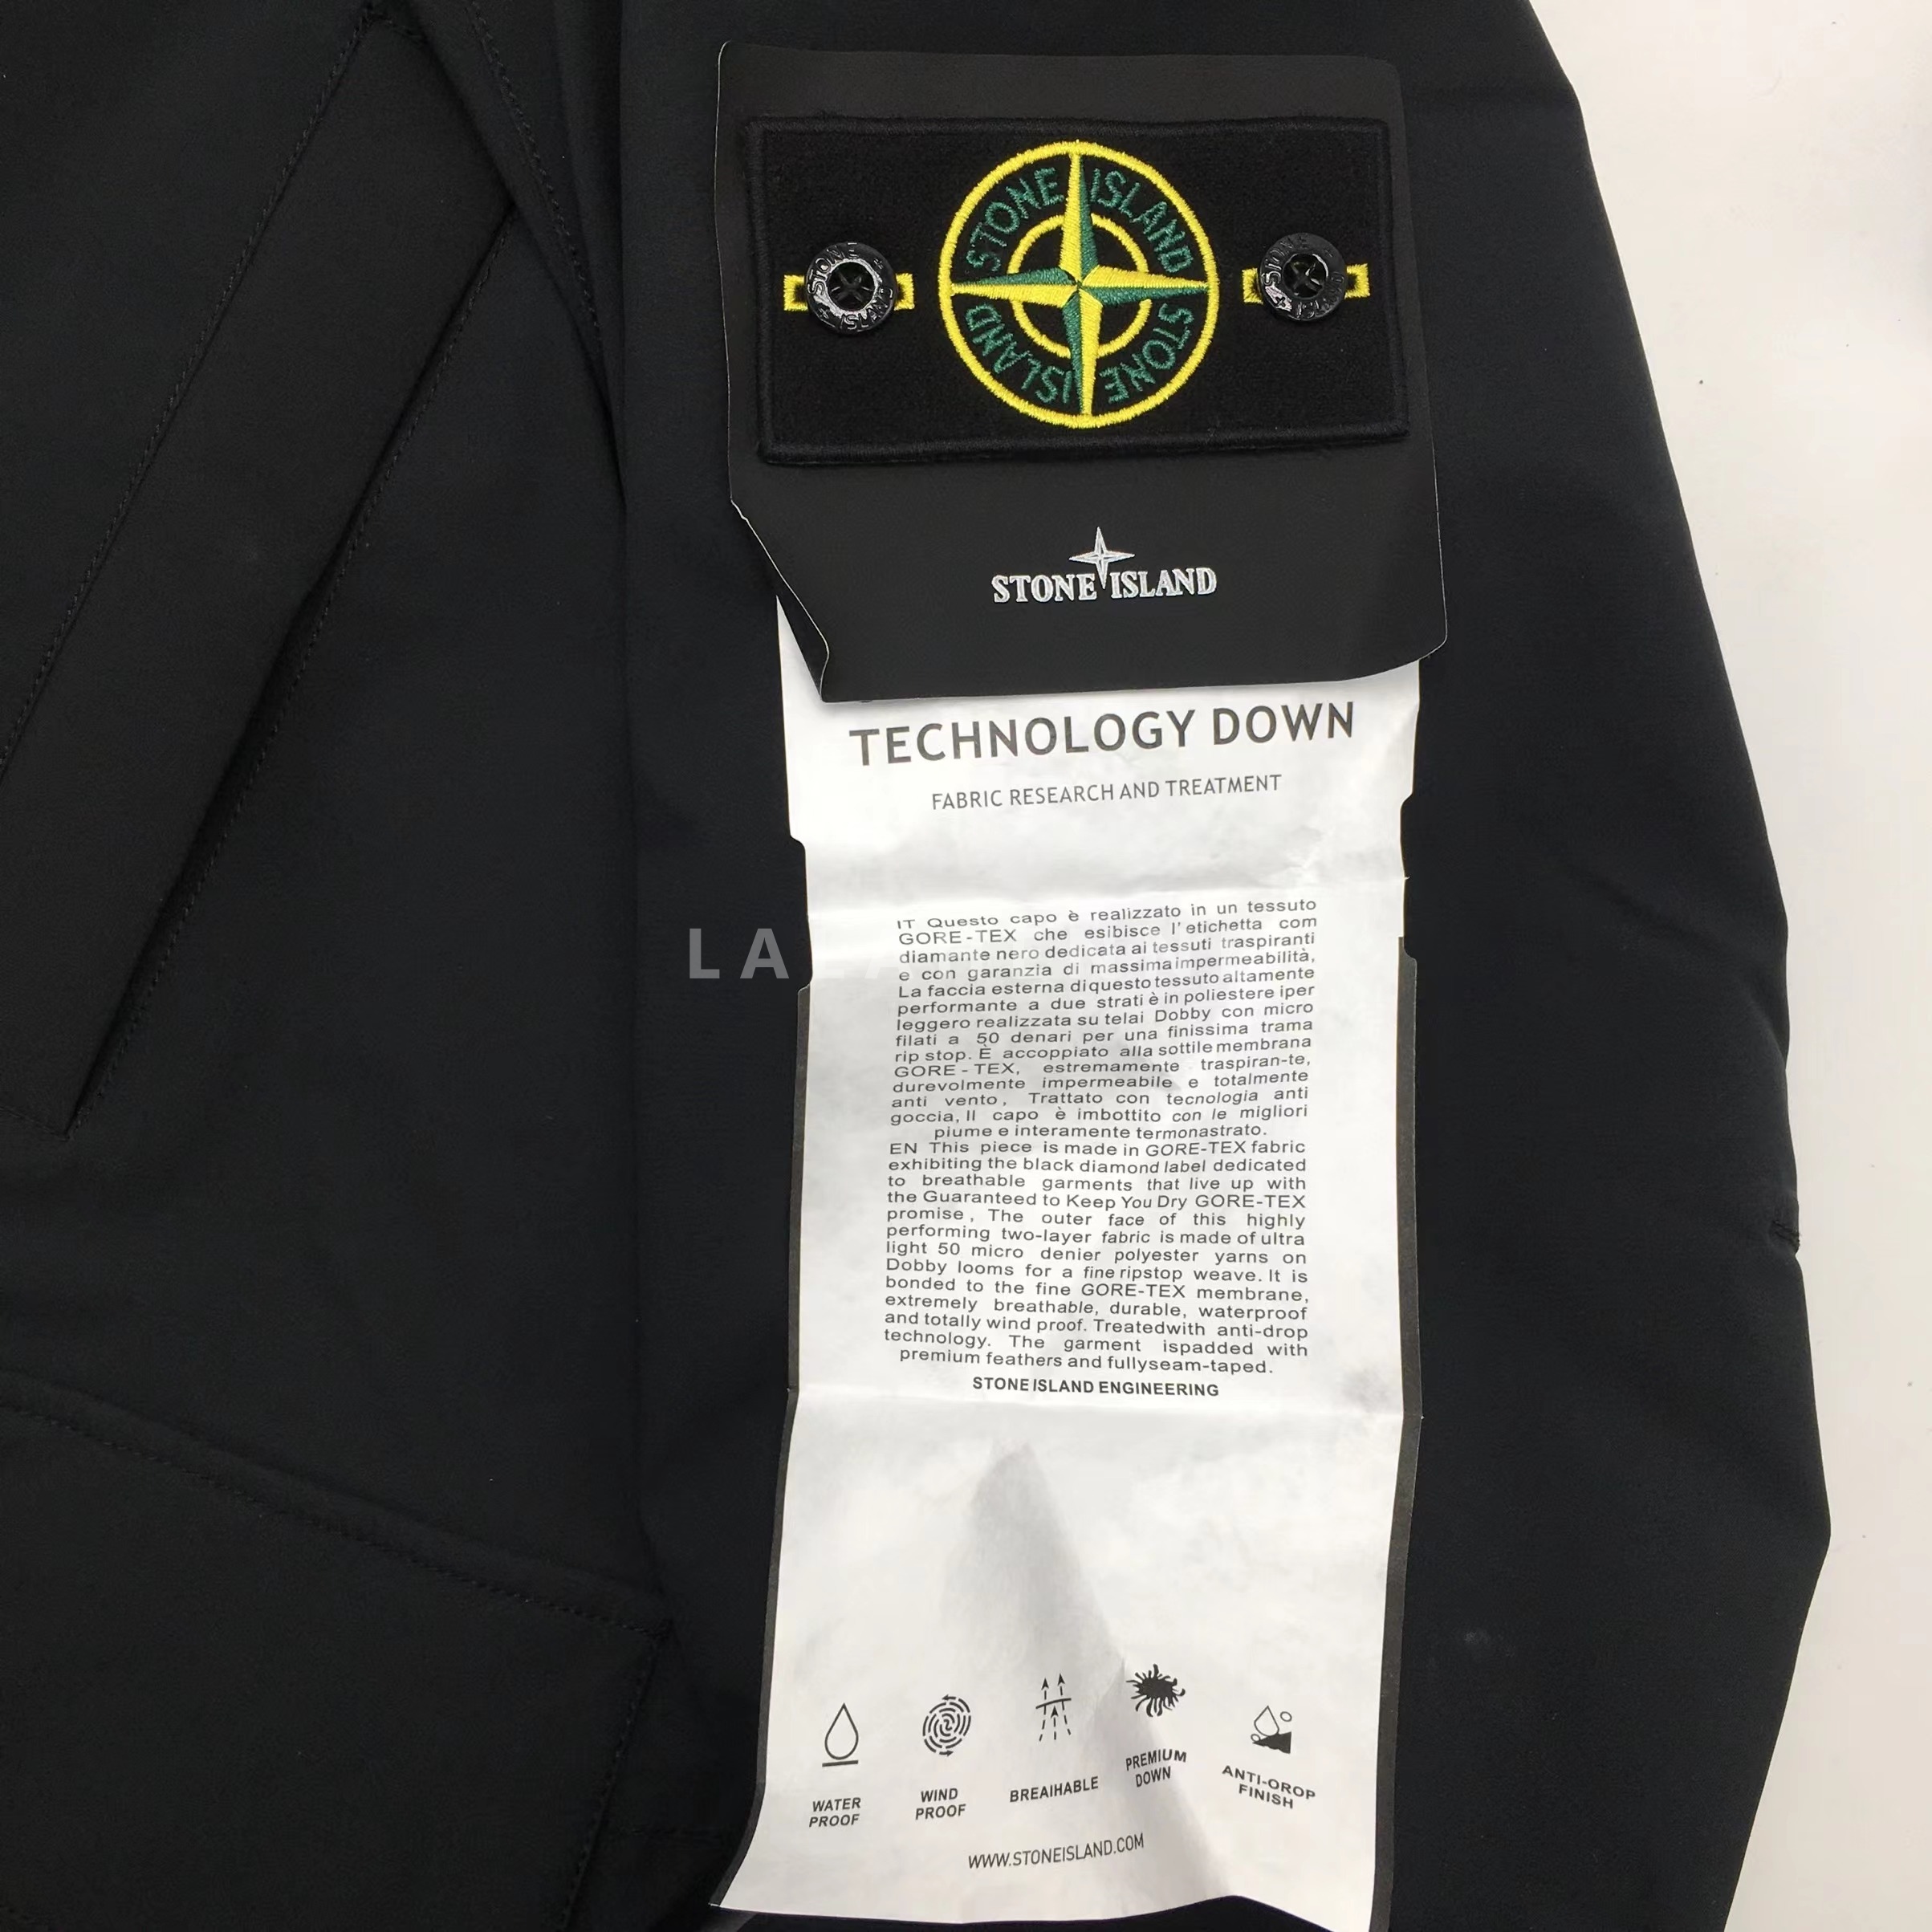 STONE ISLAND
STONE ISLAND
STONE
ISLAND
STONE
ISLAND
STONE ISLAND
TECHNOLOGY DOWN
FABRIC RESEARCH AND TREATMENT
LALA
IT Questo capo è realizzato in un tessuto
GORE-TEX che esibisce l'etichetta com
diamante nero dedicata ai tessuti traspiranti
e con garanzia di massima impermeabilità,
La faccia esterna di questo tessuto altamente
performante a due strati è in poliestere iper
leggero realizzata su telai Dobby con micro
filati a 50 denari per una finissima trama
rip stop. È accoppiato alla sottile membrana
GORE-TEX, estremamente traspiran-te,
durevolmente impermeabile e totalmente
anti vento, Trattato con tecnologia anti
goccia, Il capo è imbottito con le migliori
piume e interamente termonastrato.
EN This piece is made in GORE-TEX fabric
exhibiting the black diamond label dedicated
to breathable garments that live up with
the Guaranteed to Keep You Dry GORE-TEX
promise, The outer face of this highly
performing two-layer fabric is made of ultra
light 50 micro denier polyester yarns on
Dobby looms for a fine ripstop weave. It is
bonded to the fine GORE-TEX membrane,
extremely breathable, durable, waterproof
and totally wind proof. Treatedwith anti-drop
technology. The garment ispadded with
premium feathers and fullyseam-taped.
STONE ISLAND ENGINEERING
WATER
PROOF
WIND
PROOF
BREAIHABLE
PREMIUM
DOWN
ANTI-OROP
FINISH
WWW.STONEISLAND.COM